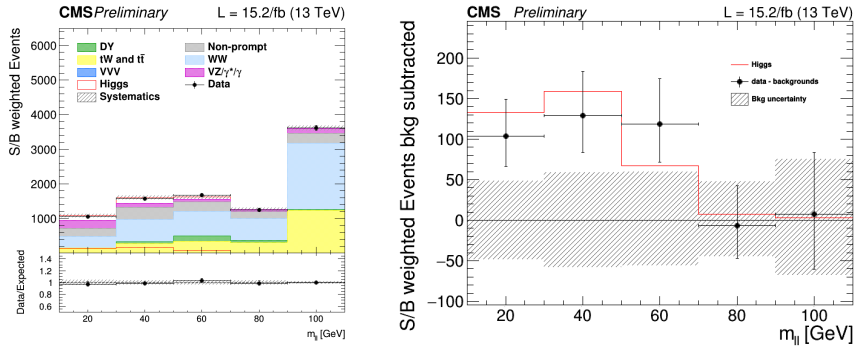 CMS Preliminary L = 15.2/fb (13 TeV)
S/B weighted Events
6000
5000
4000
3000
2000
1000
DY
tW and tt̄
VVV
Higgs
Systematics
Non-prompt
WW
VZ/γ*/γ
Data
Data/Expected
1.4
1.2
1
0.8
0.6
20 40 60 80 100
m_ll [GeV]
CMS Preliminary L = 15.2/fb (13 TeV)
S/B weighted Events bkg subtracted
200
150
100
50
0
−50
−100
Higgs
data - backgrounds
Bkg uncertainty
20 40 60 80 100
m_ll [GeV]